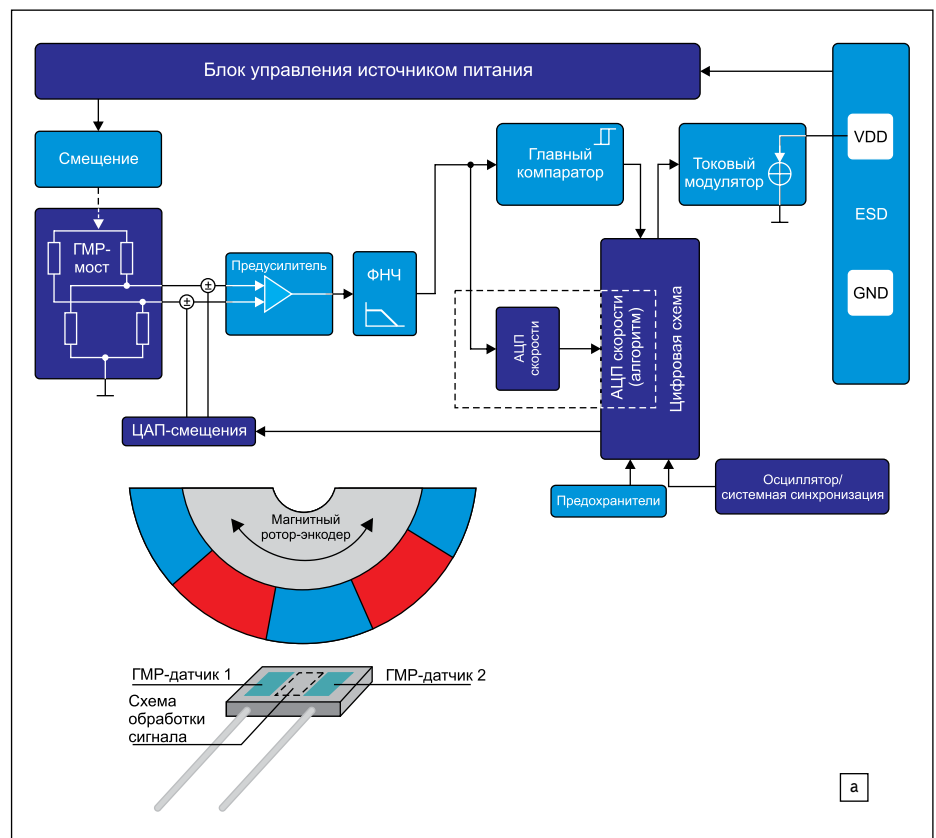 Блок управления источником питания
Смещение
Главный
компаратор
Токовый
модулятор
VDD
ESD
GND
ГМР-
мост
±
±
Предусилитель
ФНЧ
АЦП
скорости
АЦП скорости
(алгоритм)
Цифровая схема
ЦАП-смещения
Предохранители
Осциллятор/
системная синхронизация
Магнитный
ротор-энкодер
ГМР-датчик 1
ГМР-датчик 2
Схема
обработки
сигнала
а